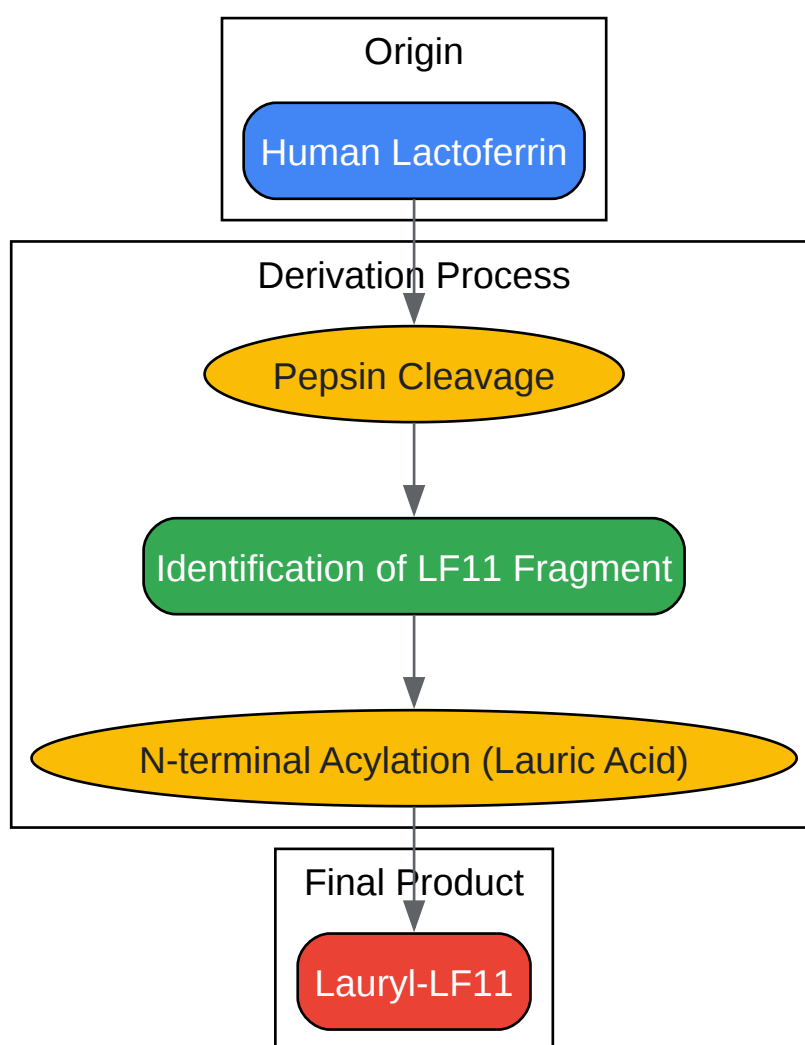 Origin
Human Lactoferrin
Derivation Process
Pepsin Cleavage
Identification of LF11 Fragment
N-terminal Acylation (Lauric Acid)
Final Product
Lauryl-LF11